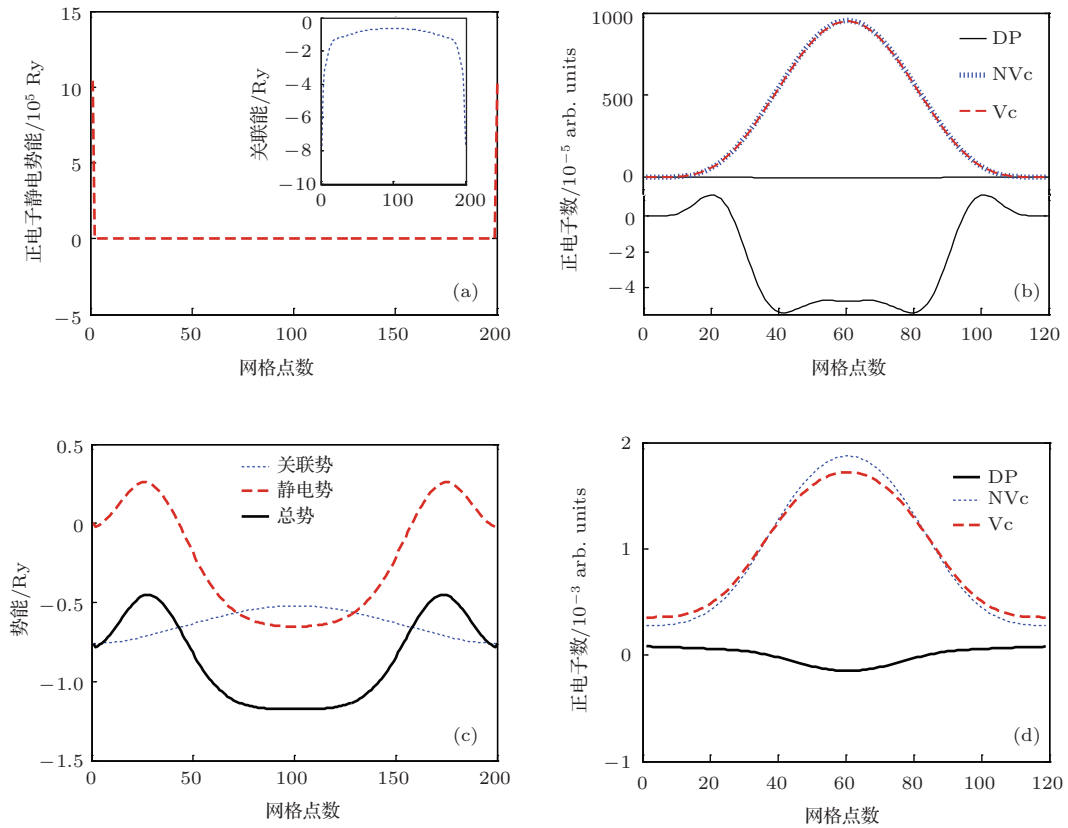 正电子静电势能/10⁵ Ry
15
10
5
0
−5
0
50
100
150
200
网格点数
(a)
关联能/Ry
0
−2
−4
−6
−8
−10
0
100
200
正电子数/10⁻⁵ arb. units
1000
500
0
0
−2
−4
0
20
40
60
80
100
120
网格点数
DP
NVc
Vc
(b)
势能/Ry
0.5
0
−0.5
−1.0
−1.5
0
50
100
150
200
网格点数
关联势
静电势
总势
(c)
正电子数/10⁻³ arb. units
2
1
0
−1
0
20
40
60
80
100
120
网格点数
DP
NVc
Vc
(d)